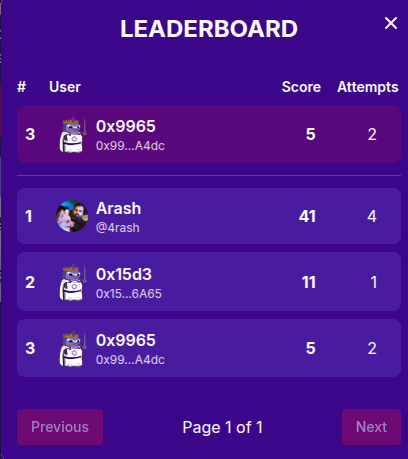 LEADERBOARD
# User Score Attempts
3 0x9965 5 2
0x99...A4dc
1 Arash 41 4
@4rash
2 0x15d3 11 1
0x15...6A65
3 0x9965 5 2
0x99...A4dc
Previous Page 1 of 1 Next